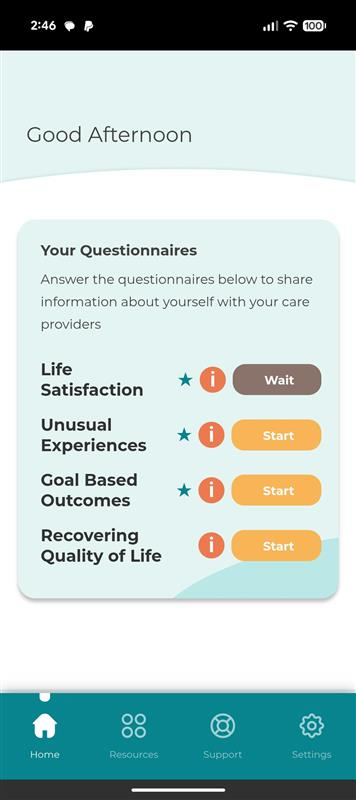 2:46
100
Good Afternoon
Your Questionnaires
Answer the questionnaires below to share
information about yourself with your care
providers
Life
Satisfaction
i
Wait
Unusual
Experiences
i
Start
Goal Based
Outcomes
i
Start
Recovering
Quality of Life
i
Start
Home
Resources
Support
Settings